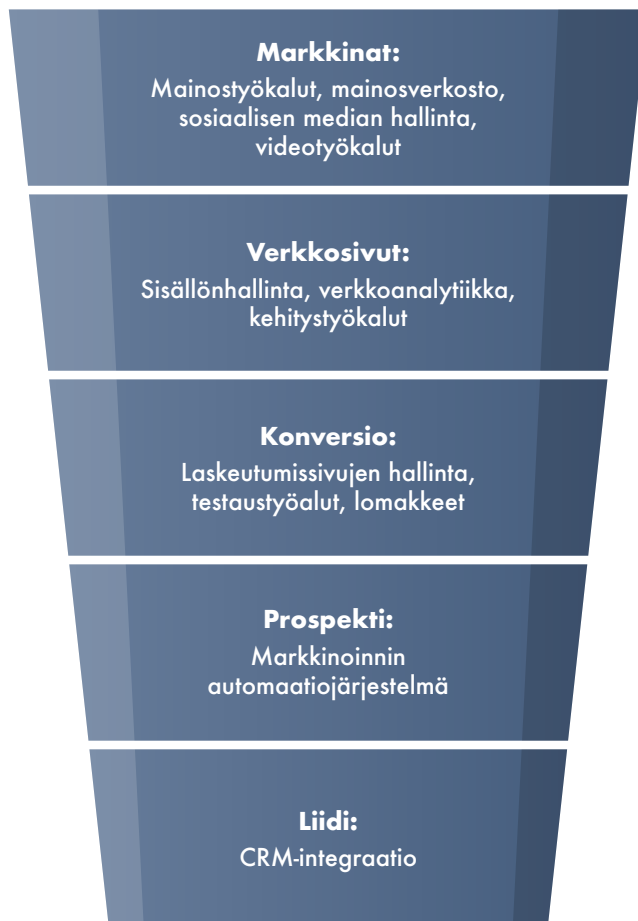 Markkinat:
Mainostyökalut, mainosverkosto,
sosiaalisen median hallinta,
videotyökalut
Verkkosivut:
Sisällönhallinta, verkkoanalytiikka,
kehitystyökalut
Konversio:
Laskeutumissivujen hallinta,
testaustyöalut, lomakkeet
Prospekti:
Markkinoinnin
automaatiojärjestelmä
Liidi:
CRM-integraatio